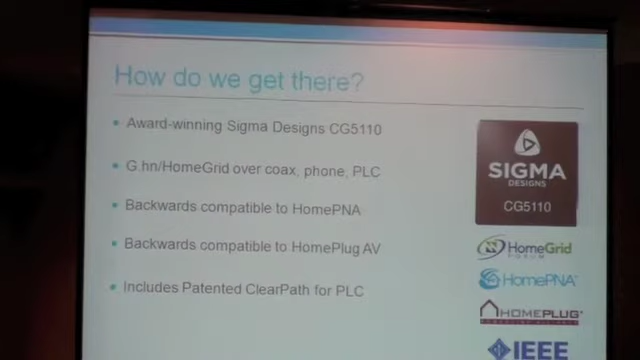 How do we get there?
Award-winning Sigma Designs CG5110
G.hn/HomeGrid over coax, phone, PLC
Backwards compatible to HomePNA
Backwards compatible to HomePlug AV
Includes Patented ClearPath for PLC
SIGMA
DESIGNS
CG5110
HomeGrid
FORUM
HomePNA
HOMEPLUG
IEEE